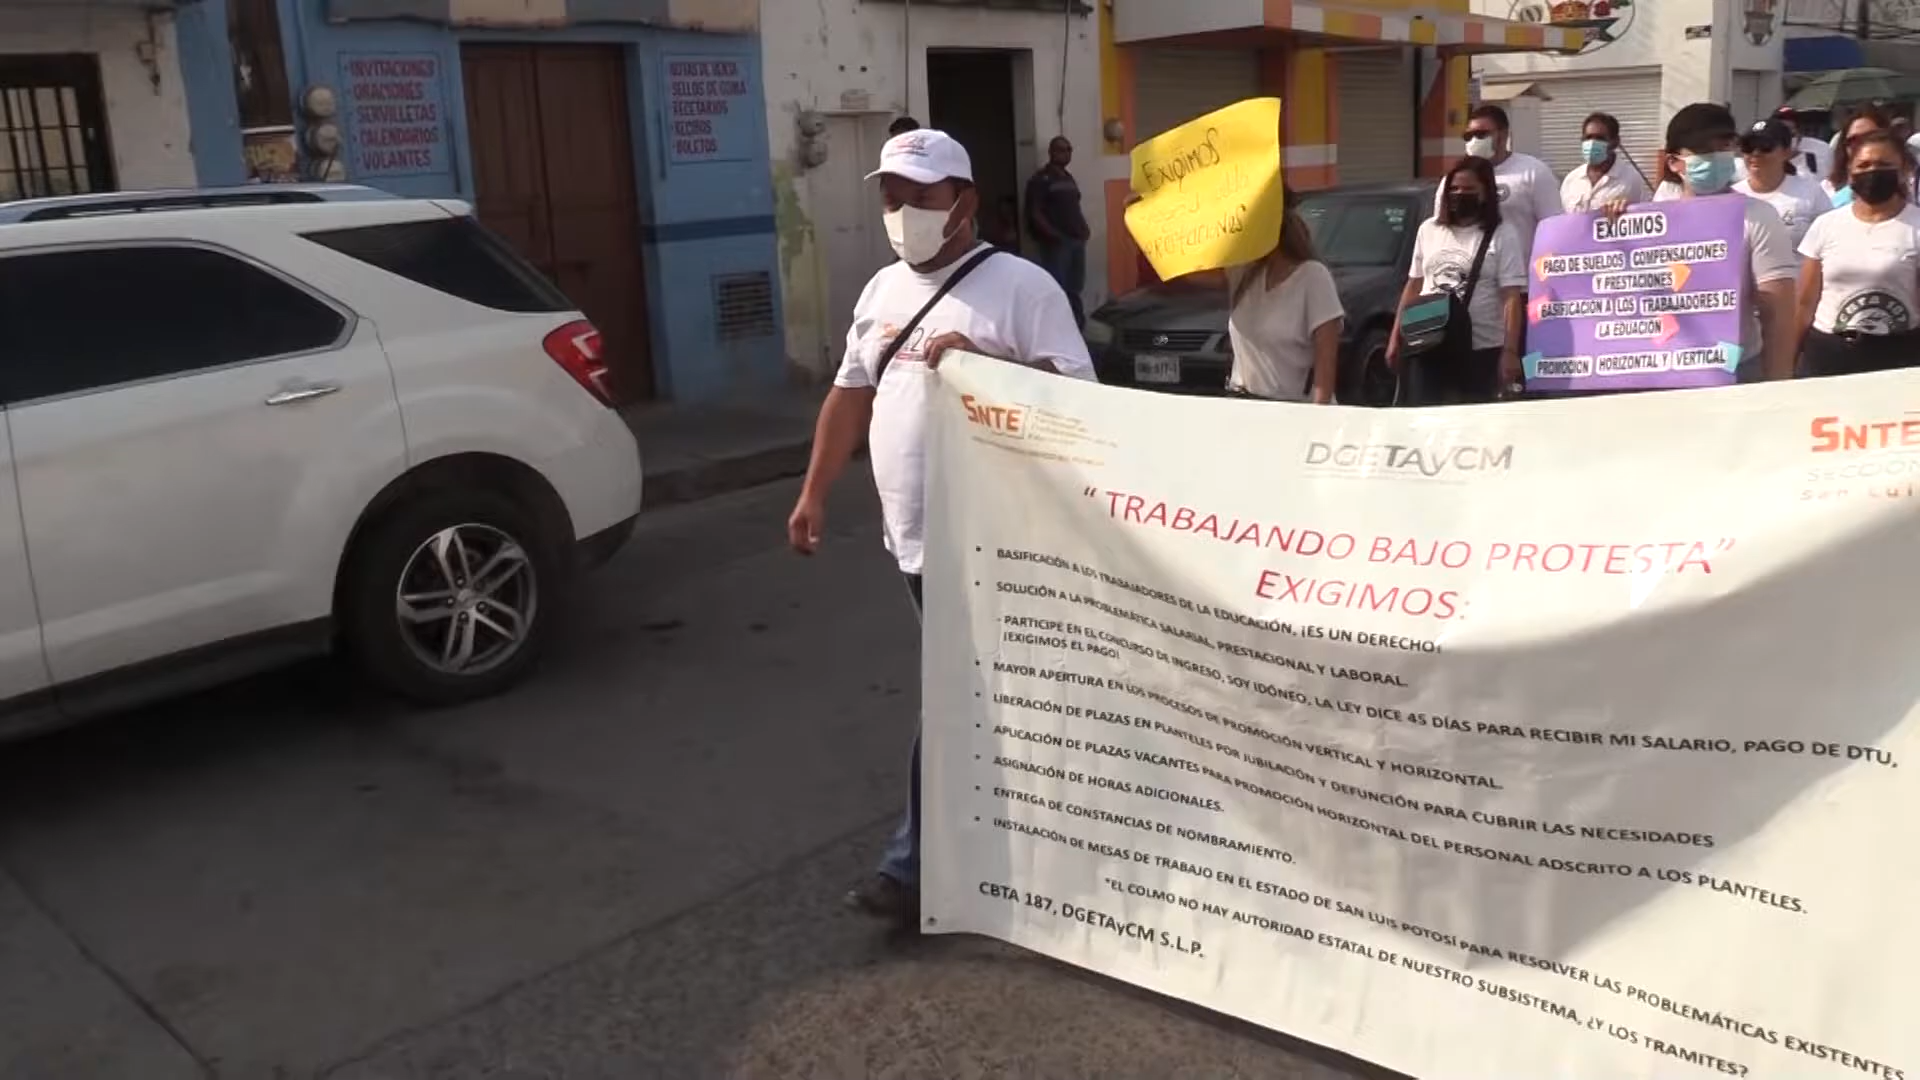 INVITACIONES
ORACIONES
SERVILLETAS
CALENDARIOS
VOLANTES
NOTAS DE VENTA
SELLOS DE GOMA
RECETARIOS
RECIBOS
BOLETOS
EXIGIMOS
EXIGIMOS
PAGO DE SUELDOS COMPENSACIONES
Y PRESTACIONES
BASIFICACIÓN A LOS TRABAJADORES DE
LA EDUACIÓN
PROMOCION HORIZONTAL Y VERTICAL
SNTE
DGETAyCM
SNTE
SECCION
San Lui
“ TRABAJANDO BAJO PROTESTA”
EXIGIMOS:
• BASIFICACIÓN A LOS TRABAJADORES DE LA EDUCACIÓN, ¡ES UN DERECHO!
• SOLUCIÓN A LA PROBLEMÁTICA SALARIAL, PRESTACIONAL Y LABORAL.
- PARTICIPE EN EL CONCURSO DE INGRESO, SOY IDÓNEO, LA LEY DICE 45 DÍAS PARA RECIBIR MI SALARIO, PAGO DE DTU,
¡EXIGIMOS EL PAGO!
• MAYOR APERTURA EN LOS PROCESOS DE PROMOCIÓN VERTICAL Y HORIZONTAL.
• LIBERACIÓN DE PLAZAS EN PLANTELES POR JUBILACIÓN Y DEFUNCIÓN PARA CUBRIR LAS NECESIDADES
• APLICACIÓN DE PLAZAS VACANTES PARA PROMOCIÓN HORIZONTAL DEL PERSONAL ADSCRITO A LOS PLANTELES.
• ASIGNACIÓN DE HORAS ADICIONALES.
• ENTREGA DE CONSTANCIAS DE NOMBRAMIENTO.
• INSTALACIÓN DE MESAS DE TRABAJO EN EL ESTADO DE SAN LUIS POTOSÍ PARA RESOLVER LAS PROBLEMÁTICAS EXISTENTES
*EL COLMO NO HAY AUTORIDAD ESTATAL DE NUESTRO SUBSISTEMA, ¿Y LOS TRAMITES?
CBTA 187, DGETAyCM S.L.P.